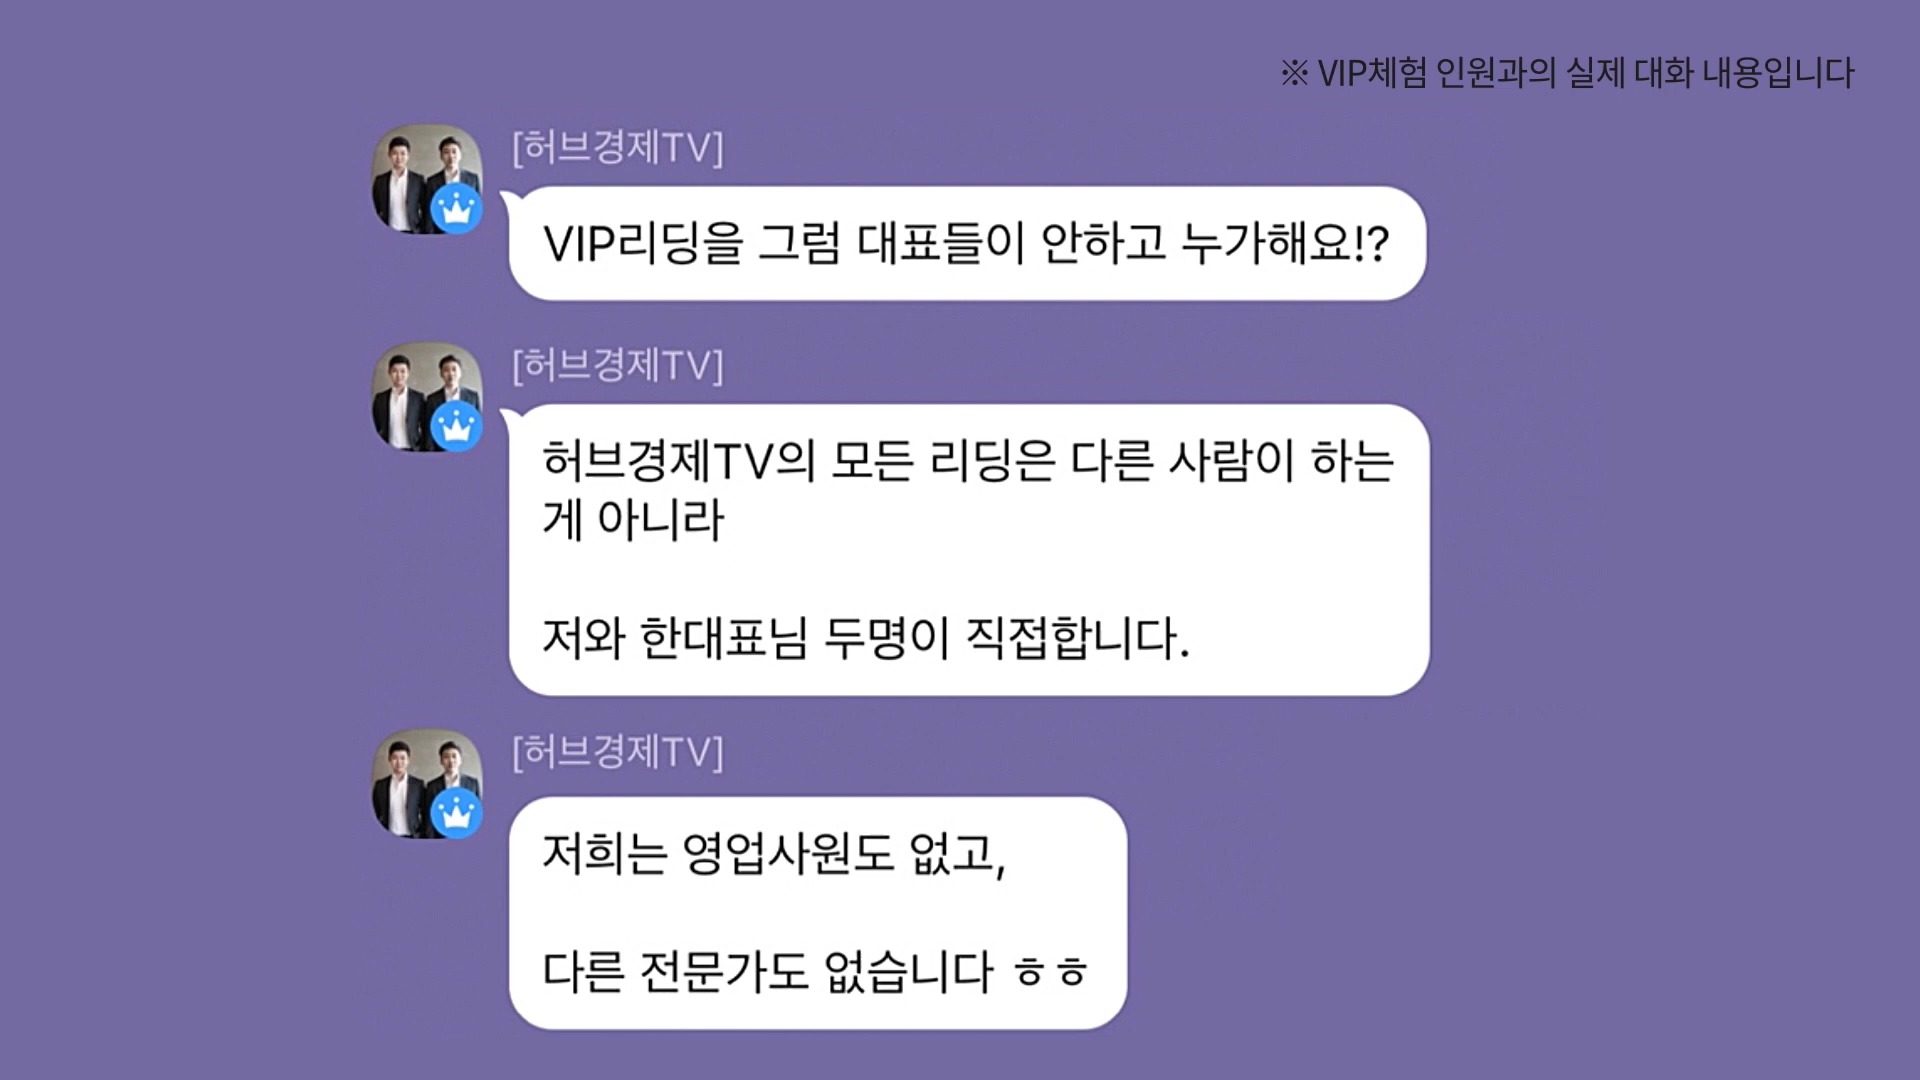 ※ VIP체험 인원과의 실제 대화 내용입니다
[허브경제TV]
VIP리딩을 그럼 대표들이 안하고 누가해요!?
[허브경제TV]
허브경제TV의 모든 리딩은 다른 사람이 하는
게 아니라
저와 한대표님 두명이 직접합니다.
[허브경제TV]
저희는 영업사원도 없고,
다른 전문가도 없습니다 ㅎㅎ